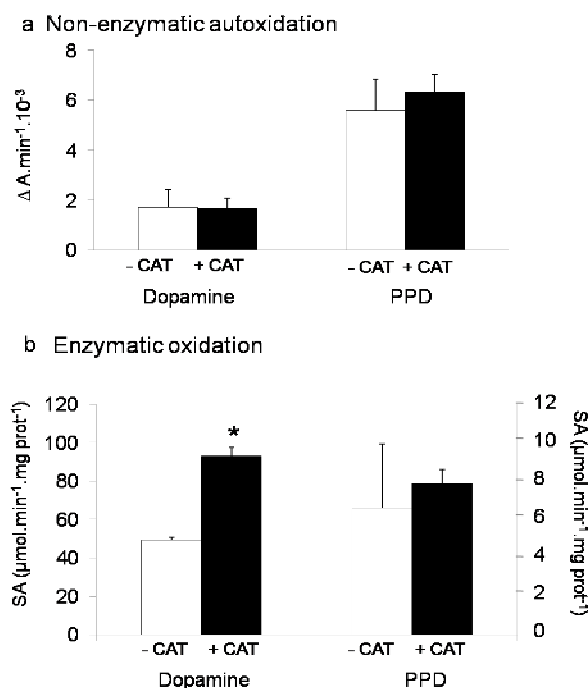 a Non-enzymatic autoxidation
Δ A.min⁻¹.10⁻³
8
6
4
2
0
- CAT + CAT - CAT + CAT
Dopamine PPD
b Enzymatic oxidation
SA (µmol.min⁻¹.mg prot⁻¹)
120
100
80
60
40
20
0
*
12
10
8
6
4
2
0
SA (µmol.min⁻¹.mg prot⁻¹)
- CAT + CAT - CAT + CAT
Dopamine PPD